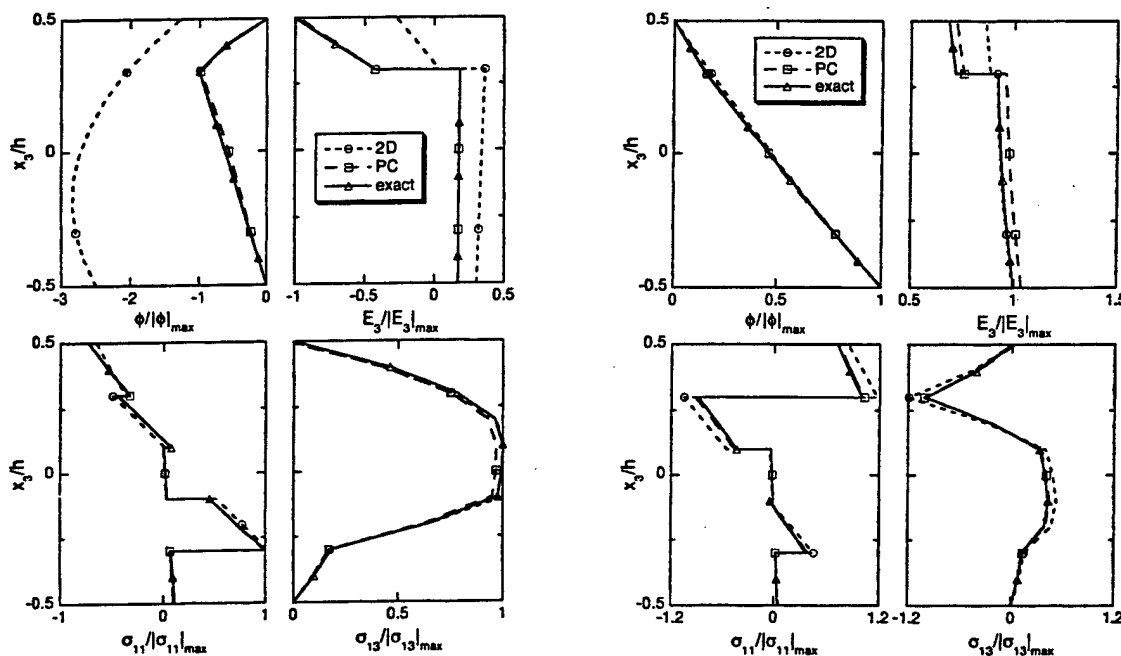 0.5
x₃/h
0
-0.5
-3
-2
-1
0
ϕ/|ϕ|max
2D
PC
exact
-1
-0.5
0
0.5
E₃/|E₃|max
0.5
x₃/h
0
-0.5
-1
0
1
σ₁₁/|σ₁₁|max
0
0.5
1
σ₁₃/|σ₁₃|max
0.5
x₃/h
0
-0.5
2D
PC
exact
0
0.5
1
ϕ/|ϕ|max
0.5
1
1.5
E₃/|E₃|max
0.5
x₃/h
0
-0.5
-1.2
0
1.2
σ₁₁/|σ₁₁|max
-1.2
0
1.2
σ₁₃/|σ₁₃|max